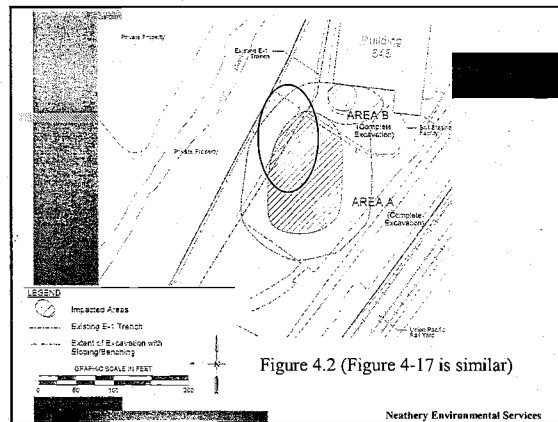 Private Property
Existing E-1
Trench
Building
Private Property
AREA B
(Complete
Excavation)
AREA A
(Complete
Excavation)
Union Pacific
Rail Yard
LEGEND
Impacted Areas
Existing E-1 Trench
Extent of Excavation with
Sloping/Benching
GRAPHIC SCALE IN FEET
Figure 4.2 (Figure 4-17 is similar)
Neathery Environmental Services